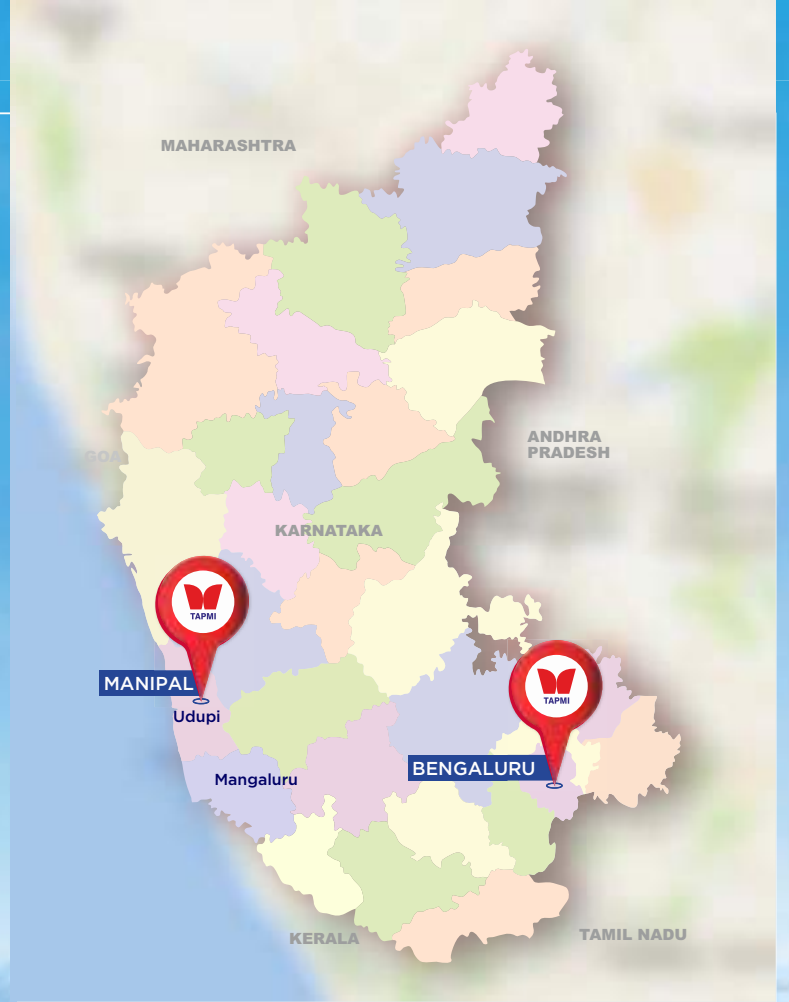 MAHARASHTRA
ANDHRA
PRADESH
GOA
KARNATAKA
TAPMI
MANIPAL
TAPMI
Udupi
BENGALURU
Mangaluru
KERALA
TAMIL NADU